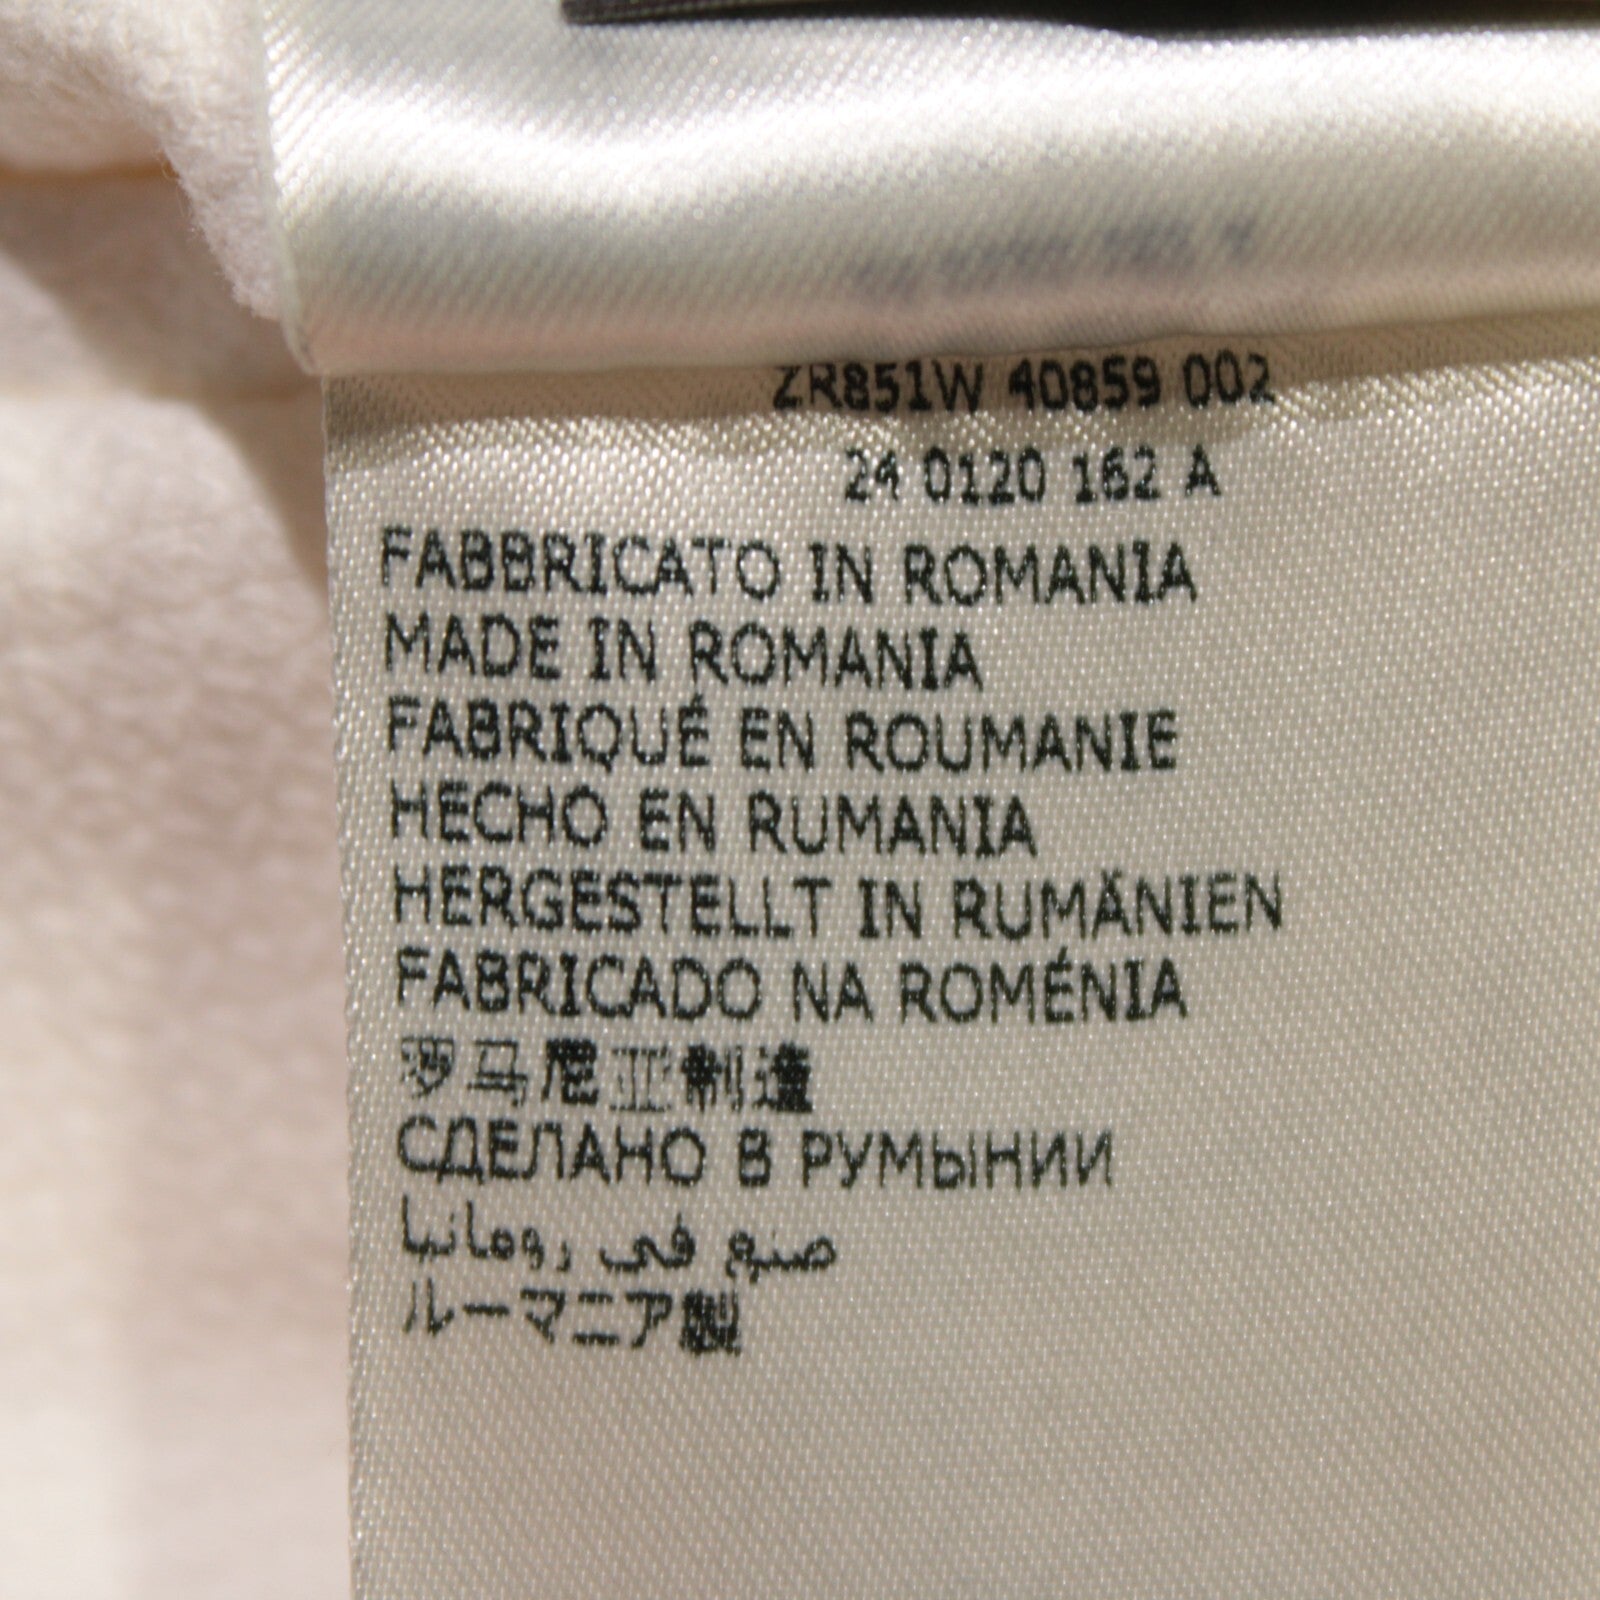 ZR851W 40859 002
24 0120 162 A
FABBRICATO IN ROMANIA
MADE IN ROMANIA
FABRIQUÉ EN ROUMANIE
HECHO EN RUMANIA
HERGESTELLT IN RUMÄNIEN
FABRICADO NA ROMÉNIA
罗马尼亚制造
СДЕЛАНО В РУМЫНИИ
صنع في رومانيا
ルーマニア製